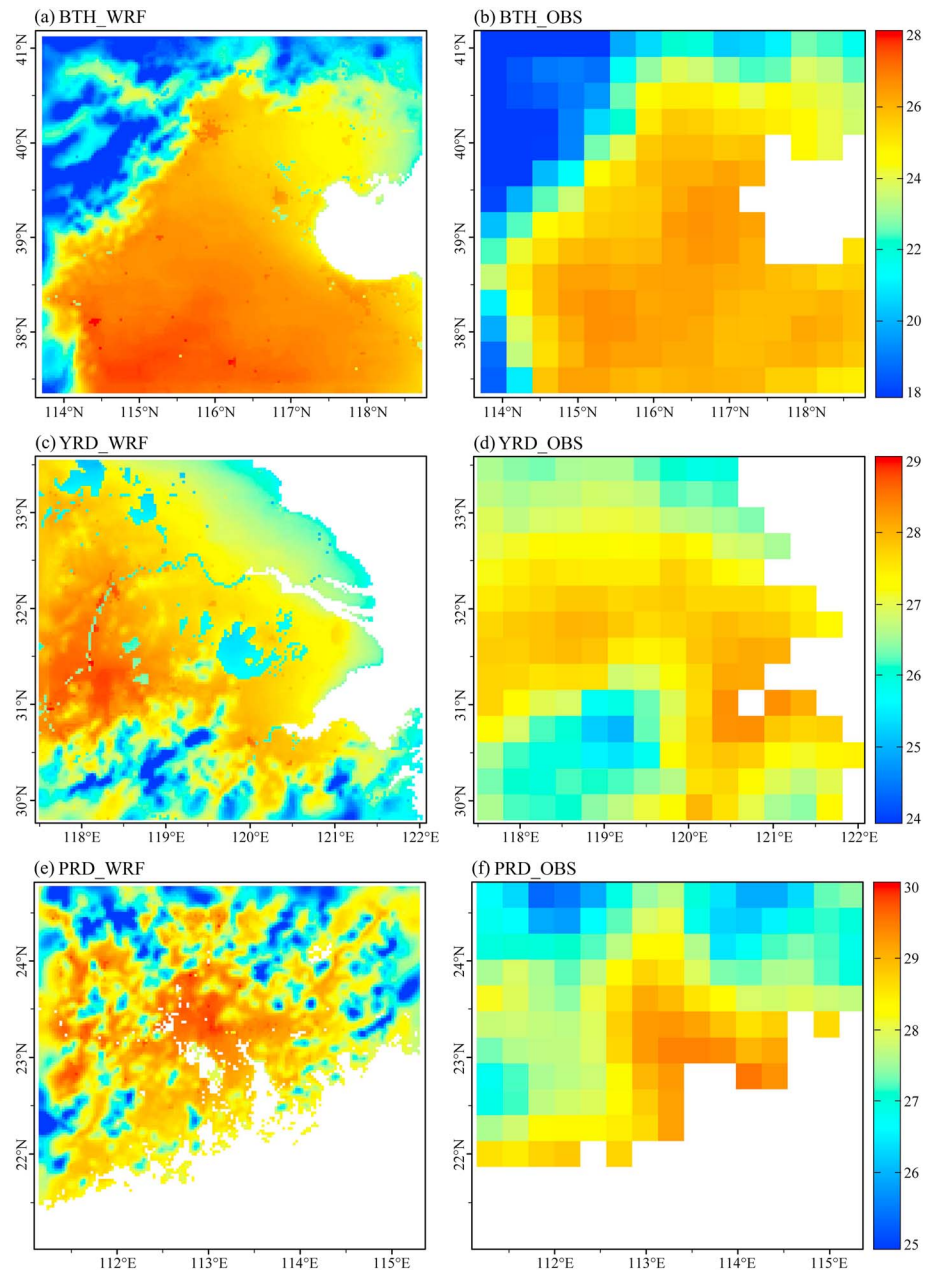 (a) BTH_WRF
(b) BTH_OBS
41°N
40°N
39°N
38°N
114°N 115°N 116°N 117°N 118°N
41°N
40°N
39°N
38°N
114°N 115°N 116°N 117°N 118°N
28
26
24
22
20
18
(c) YRD_WRF
(d) YRD_OBS
33°N
32°N
31°N
30°N
118°E 119°E 120°E 121°E 122°E
33°N
32°N
31°N
30°N
118°E 119°E 120°E 121°E 122°E
29
28
27
26
25
24
(e) PRD_WRF
(f) PRD_OBS
24°N
23°N
22°N
112°E 113°E 114°E 115°E
24°N
23°N
22°N
112°E 113°E 114°E 115°E
30
29
28
27
26
25